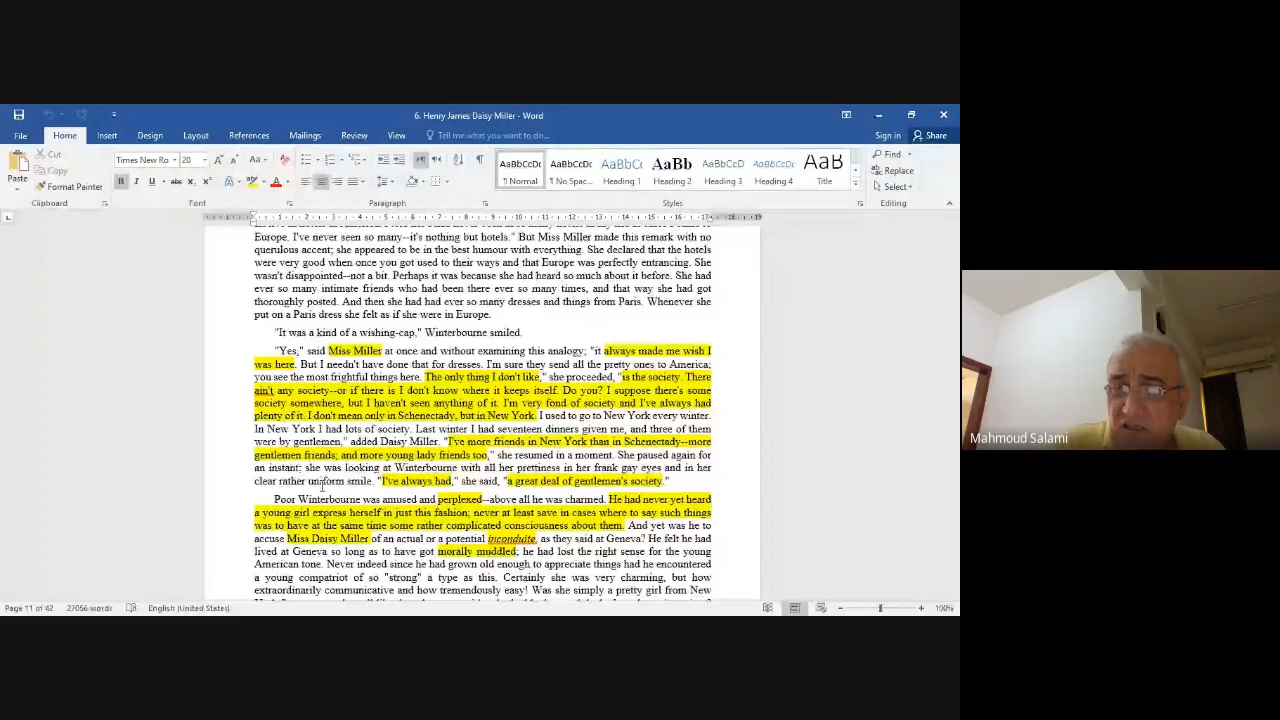 6. Henry James Daisy Miller - Word
File Home Insert Design Layout References Mailings Review View Tell me what you want to do... Sign in Share
Paste
Cut
Copy
Format Painter
Clipboard
Times New Ro 20
Font
Paragraph
AaBbCcDc ¶ Normal
AaBbCcDc ¶ No Spac...
AaBbCc Heading 1
AaBb Heading 2
AaBbCcD Heading 3
AaBbCcD Heading 4
AaB Title
Styles
Find
Replace
Select
Editing
Europe. I've never seen so many--it's nothing but hotels." But Miss Miller made this remark with no
querulous accent; she appeared to be in the best humour with everything. She declared that the hotels
were very good when once you got used to their ways and that Europe was perfectly entrancing. She
wasn't disappointed--not a bit. Perhaps it was because she had heard so much about it before. She had
ever so many intimate friends who had been there ever so many times, and that way she had got
thoroughly posted. And then she had had ever so many dresses and things from Paris. Whenever she
put on a Paris dress she felt as if she were in Europe.
"It was a kind of a wishing-cap," Winterbourne smiled.
"Yes," said Miss Miller at once and without examining this analogy; "it always made me wish I
was here. But I needn't have done that for dresses. I'm sure they send all the pretty ones to America;
you see the most frightful things here. The only thing I don't like," she proceeded, "is the society. There
ain't any society--or if there is I don't know where it keeps itself. Do you? I suppose there's some
society somewhere, but I haven't seen anything of it. I'm very fond of society and I've always had
plenty of it. I don't mean only in Schenectady, but in New York. I used to go to New York every winter.
In New York I had lots of society. Last winter I had seventeen dinners given me, and three of them
were by gentlemen," added Daisy Miller. "I've more friends in New York than in Schenectady--more
gentlemen friends; and more young lady friends too," she resumed in a moment. She paused again for
an instant; she was looking at Winterbourne with all her prettiness in her frank gay eyes and in her
clear rather uniform smile. "I've always had," she said, "a great deal of gentlemen's society."
Poor Winterbourne was amused and perplexed--above all he was charmed. He had never yet heard
a young girl express herself in just this fashion; never at least save in cases where to say such things
was to have at the same time some rather complicated consciousness about them. And yet was he to
accuse Miss Daisy Miller of an actual or a potential inconduite, as they said at Geneva? He felt he had
lived at Geneva so long as to have got morally muddled; he had lost the right sense for the young
American tone. Never indeed since he had grown old enough to appreciate things had he encountered
a young compatriot of so "strong" a type as this. Certainly she was very charming, but how
extraordinarily communicative and how tremendously easy! Was she simply a pretty girl from New
Page 11 of 42 27056 words English (United States) 100%
Mahmoud Salami